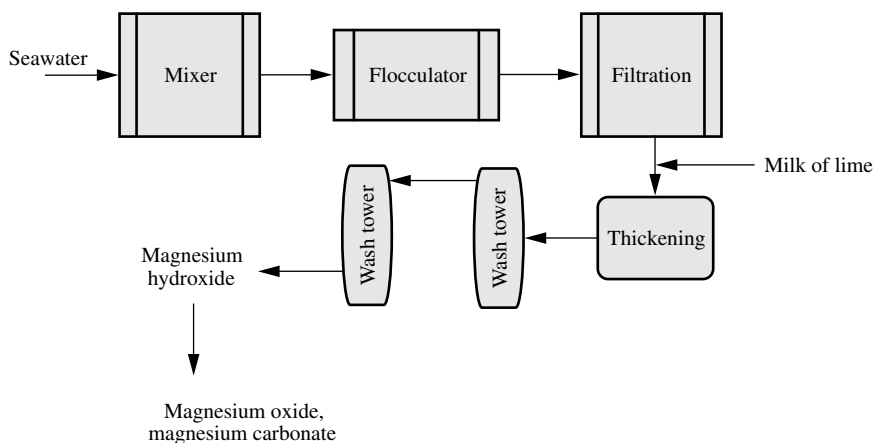 Seawater
Mixer
Flocculator
Filtration
Milk of lime
Thickening
Wash tower
Wash tower
Magnesium
hydroxide
Magnesium oxide,
magnesium carbonate